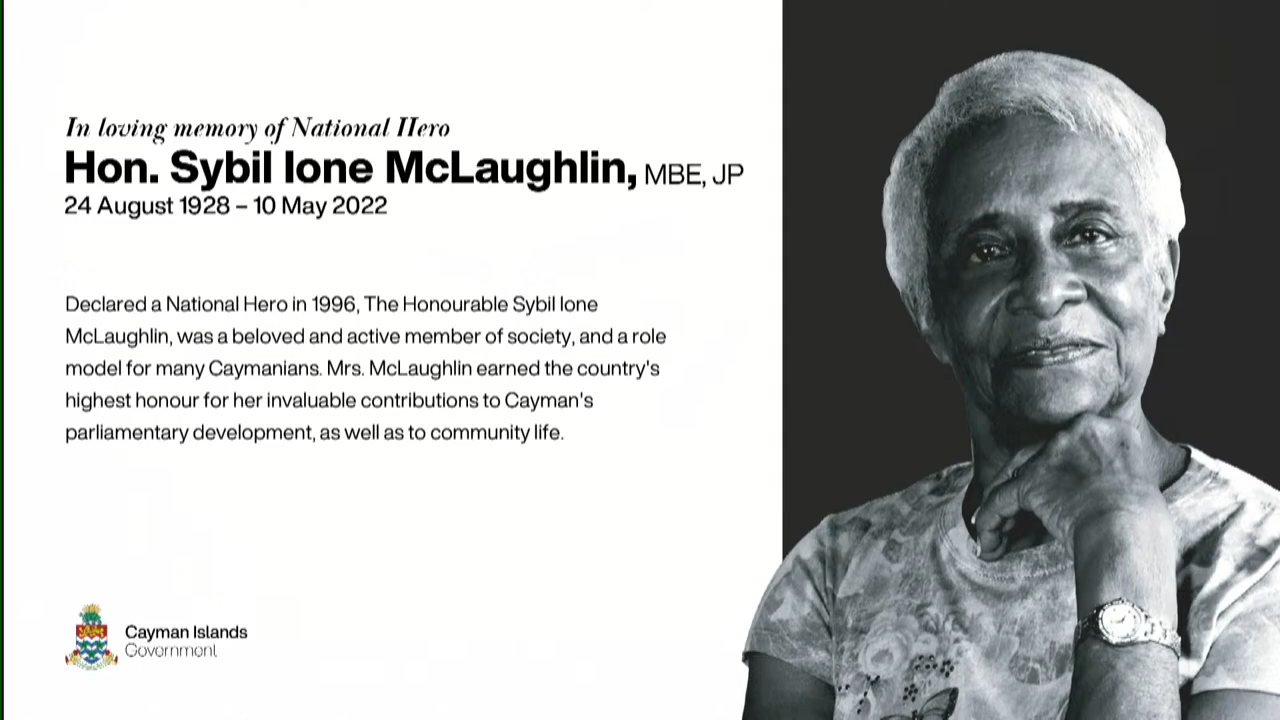 In loving memory of National Hero
Hon. Sybil Ione McLaughlin, MBE, JP
24 August 1928 – 10 May 2022
Declared a National Hero in 1996, The Honourable Sybil Ione
McLaughlin, was a beloved and active member of society, and a role
model for many Caymanians. Mrs. McLaughlin earned the country's
highest honour for her invaluable contributions to Cayman's
parliamentary development, as well as to community life.
Cayman Islands
Government